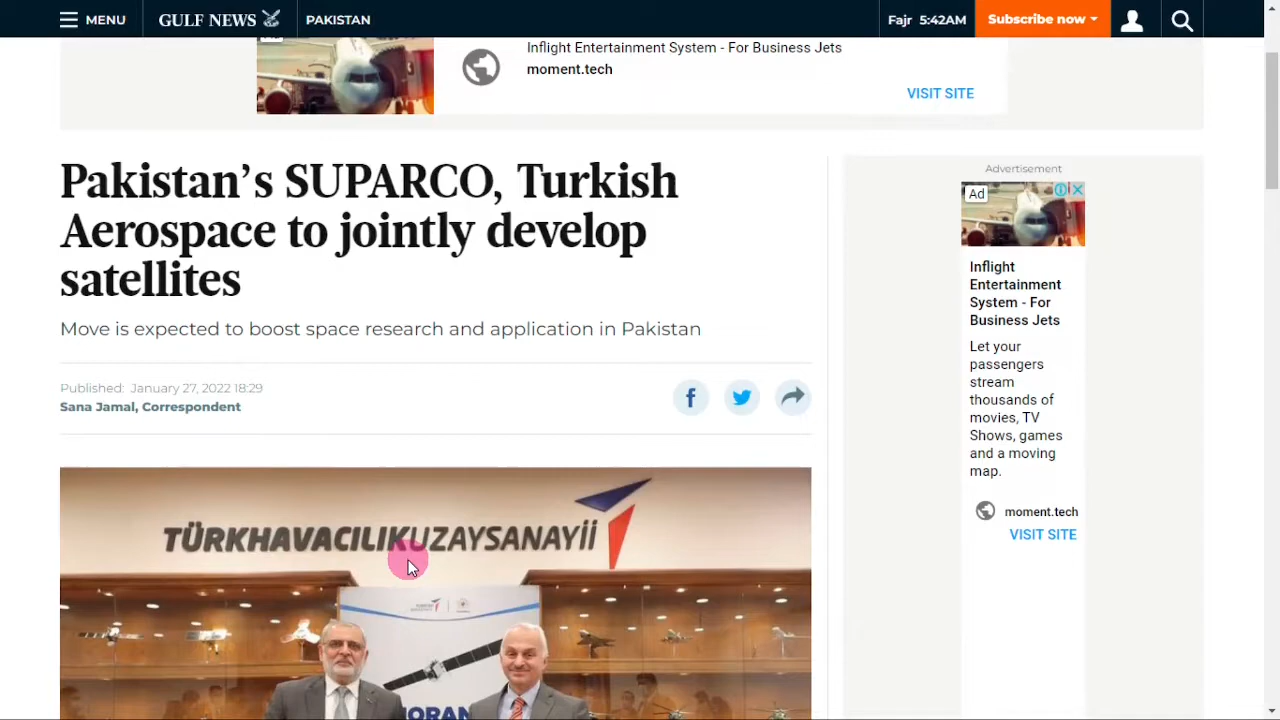 MENU
GULF NEWS
PAKISTAN
Fajr 5:42AM
Subscribe now
Inflight Entertainment System - For Business Jets
moment.tech
VISIT SITE
Pakistan's SUPARCO, Turkish
Aerospace to jointly develop
satellites
Move is expected to boost space research and application in Pakistan
Published: January 27, 2022 18:29
Sana Jamal, Correspondent
TÜRKHAVACLIKUZAYSANAYİİ
Advertisement
Ad
Inflight
Entertainment
System - For
Business Jets
Let your
passengers
stream
thousands of
movies, TV
Shows, games
and a moving
map.
moment.tech
VISIT SITE